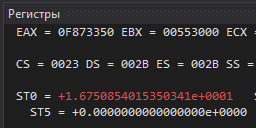 Регистры
EAX = 0F873350 EBX = 00553000 ECX =
CS = 0023 DS = 002B ES = 002B SS =
ST0 = +1.6750854015350341e+0001
ST5 = +0.0000000000000000e+0000